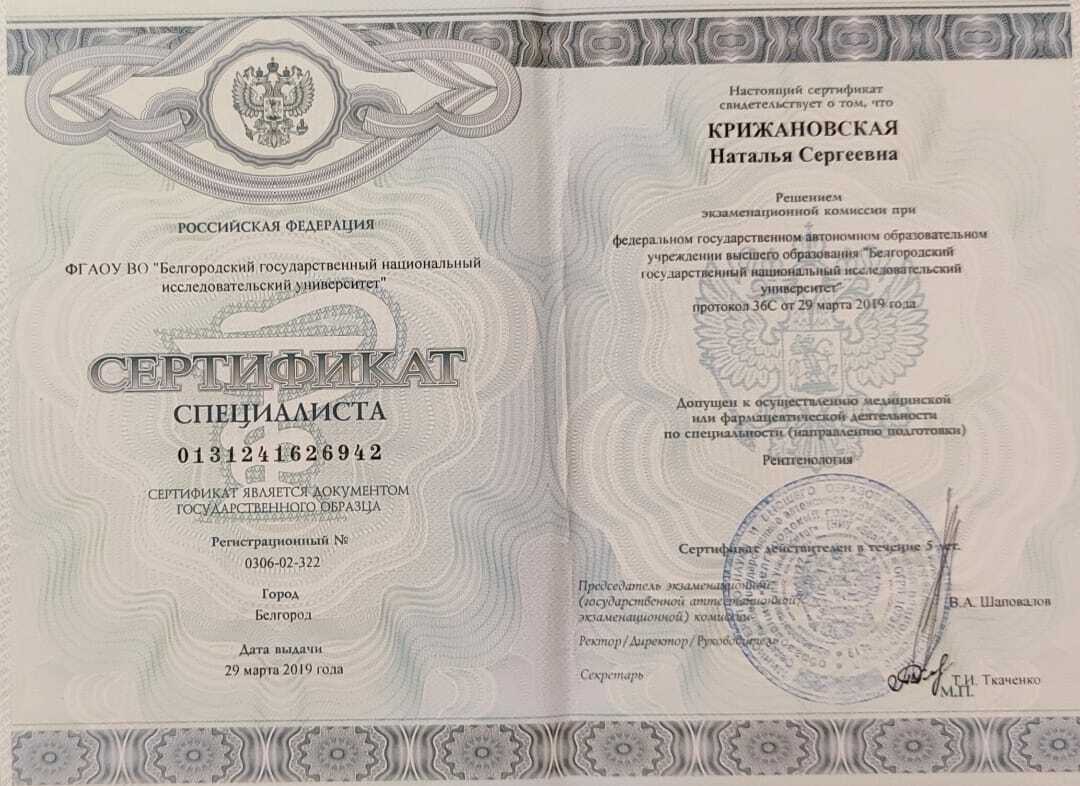 РОССИЙСКАЯ ФЕДЕРАЦИЯ
ФГАОУ ВО "Белгородский государственный национальный
исследовательский университет"
СЕРТИФИКАТ
СПЕЦИАЛИСТА
0131241626942
СЕРТИФИКАТ ЯВЛЯЕТСЯ ДОКУМЕНТОМ
ГОСУДАРСТВЕННОГО ОБРАЗЦА
Регистрационный №
0306-02-322
Город
Белгород
Дата выдачи
29 марта 2019 года
Настоящий сертификат
свидетельствует о том, что
КРИЖАНОВСКАЯ
Наталья Сергеевна
Решением
экзаменационной комиссии при
федеральном государственном автономном образовательном
учреждении высшего образования "Белгородский
государственный национальный исследовательский
университет"
протокол 36С от 29 марта 2019 года
Допущен к осуществлению медицинской
или фармацевтической деятельности
по специальности (направлению подготовки)
Рентгенология
Сертификат действителен в течение 5 лет.
Председатель экзаменационной
(государственной аттестационной,
экзаменационной) комиссии
В.А. Шаповалов
Ректор/Директор/Руководитель
Секретарь
Т.И. Ткаченко
М.П.